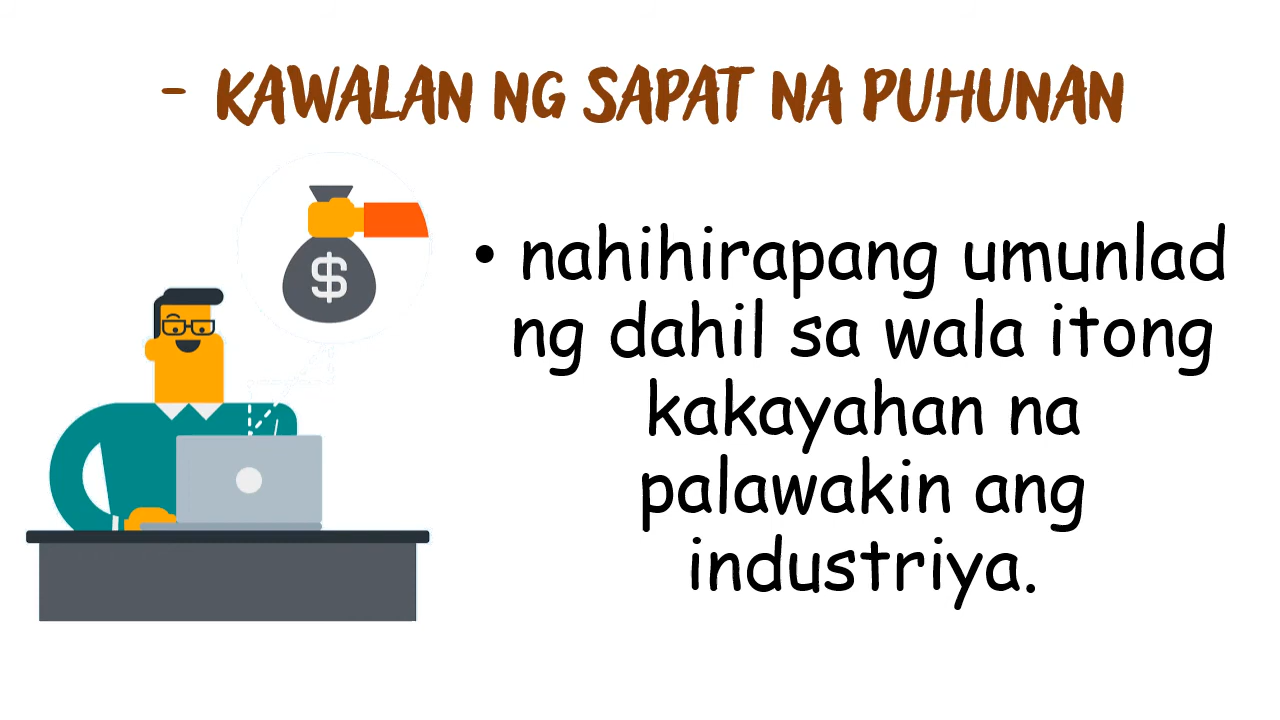 - KAWALAN NG SAPAT NA PUHUNAN
$
• nahihirapang umunlad
ng dahil sa wala itong
kakayahan na
palawakin ang
industriya.